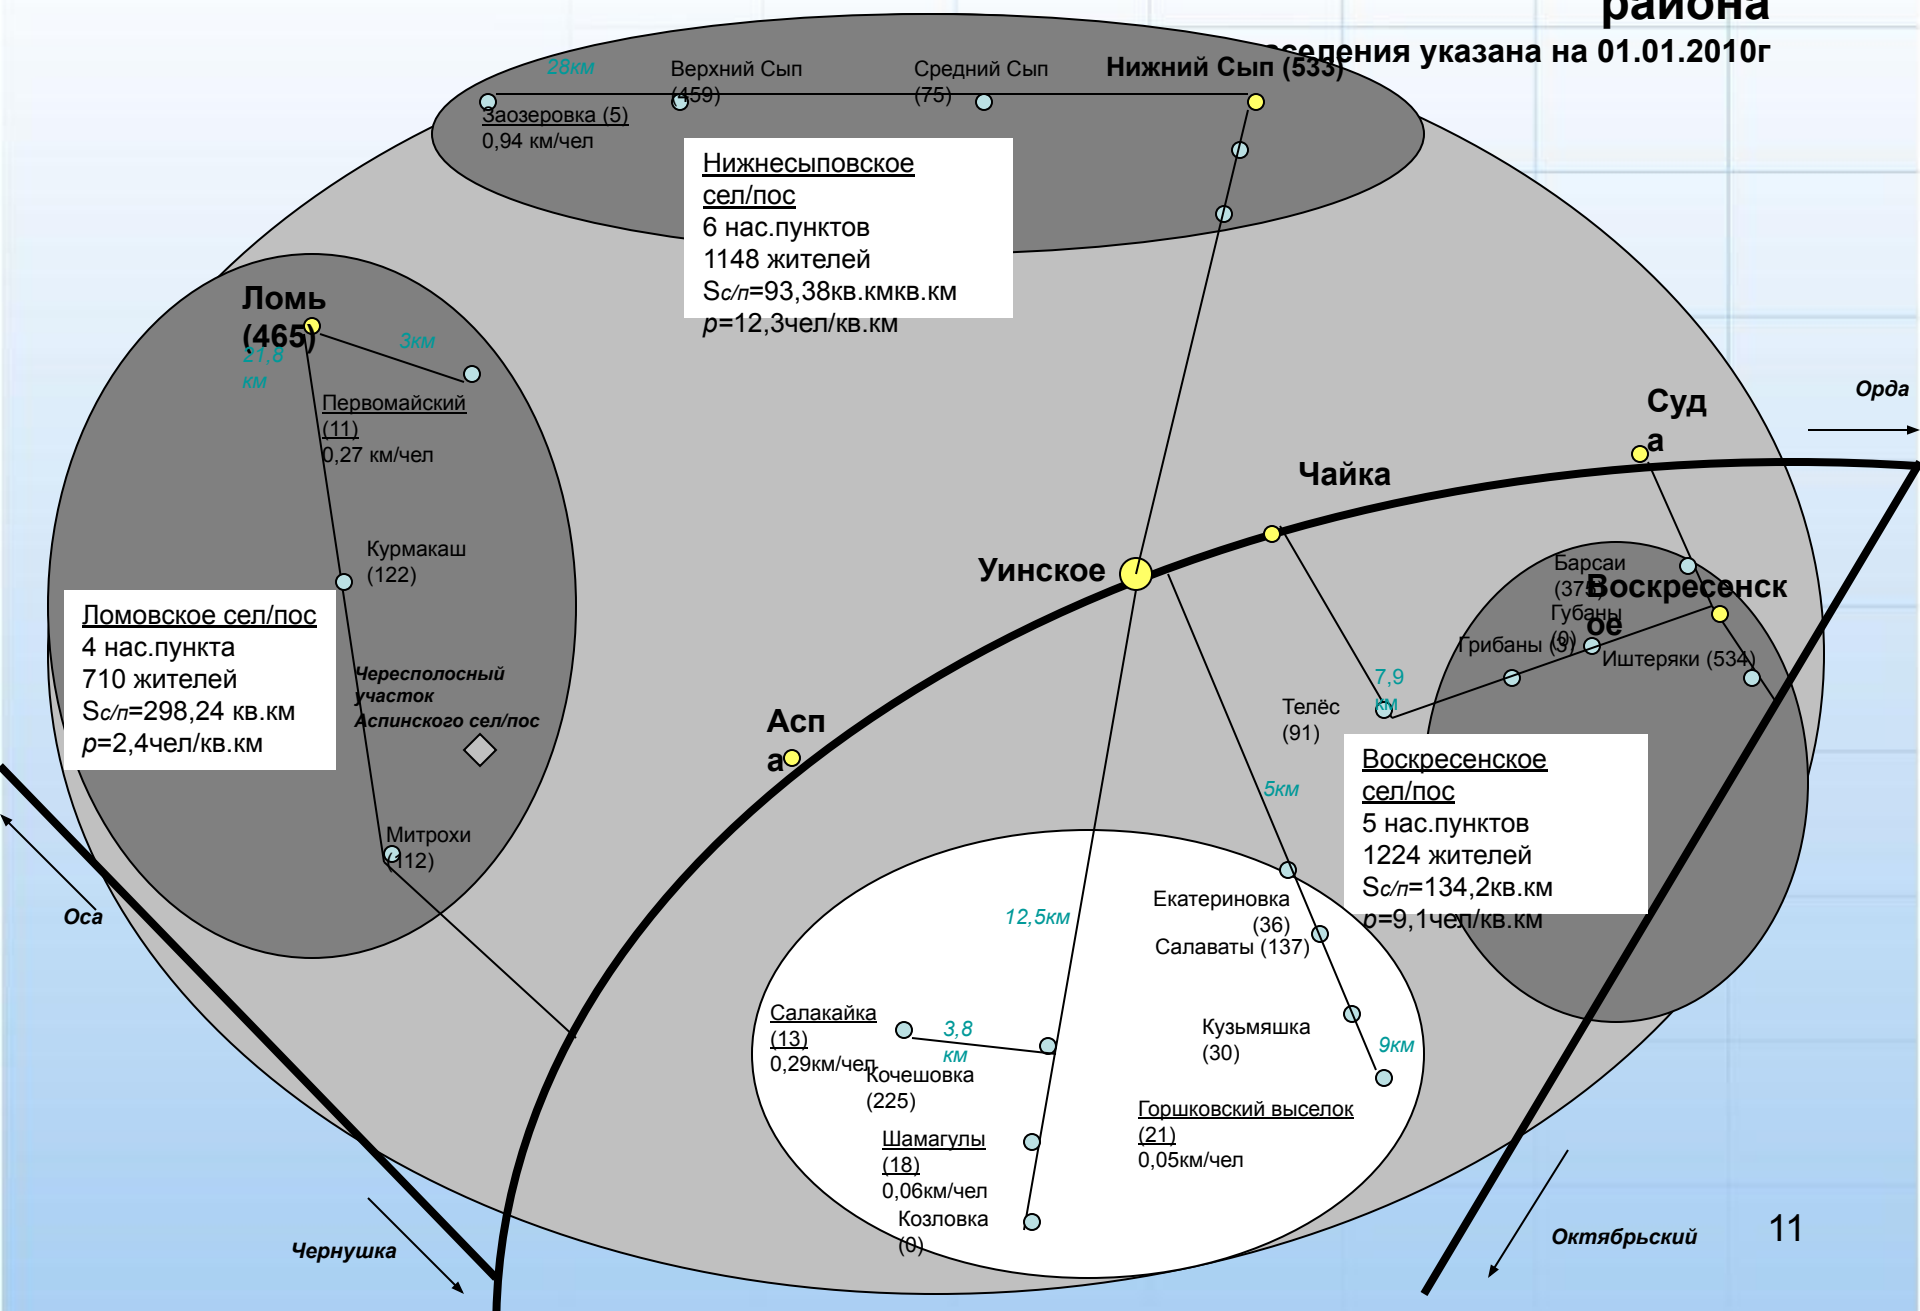 района
селения указана на 01.01.2010г
28км
Верхний Сып
(459)
Средний Сып
(75)
Нижний Сып (533)
Заозеровка (5)
0,94 км/чел
Нижнесыповское
сел/пос
6 нас.пунктов
1148 жителей
Sс/п=93,38кв.кмкв.км
р=12,3чел/кв.км
Ломь
(465)
21,8
км
3км
Первомайский
(11)
0,27 км/чел
Курмакаш
(122)
Ломовское сел/пос
4 нас.пункта
710 жителей
Sс/п=298,24 кв.км
р=2,4чел/кв.км
Чересполосный
участок
Аспинского сел/пос
Митрохи
(112)
Оса
Чернушка
Орда
Суд
а
Чайка
Уинское
Асп
а
Барсаи
(375)
Воскресенск
ое
Губаны
(0)
Грибаны (3)
Иштеряки (534)
7,9
км
Телёс
(91)
Воскресенское
сел/пос
5 нас.пунктов
1224 жителей
Sс/п=134,2кв.км
р=9,1чел/кв.км
5км
12,5км
Екатериновка
(36)
Салаваты (137)
Кузьмяшка
(30)
9км
Горшковский выселок
(21)
0,05км/чел
Салакайка
(13)
0,29км/чел
3,8
км
Кочешовка
(225)
Шамагулы
(18)
0,06км/чел
Козловка
(0)
Октябрьский
11